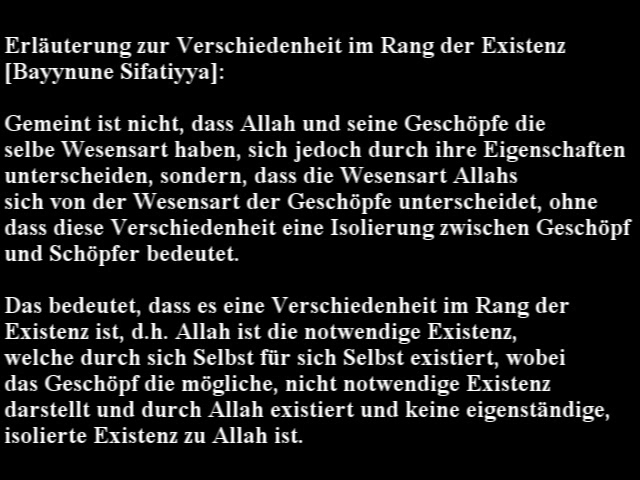 Erläuterung zur Verschiedenheit im Rang der Existenz
[Bayynune Sifatiyya]:
Gemeint ist nicht, dass Allah und seine Geschöpfe die
selbe Wesensart haben, sich jedoch durch ihre Eigenschaften
unterscheiden, sondern, dass die Wesensart Allahs
sich von der Wesensart der Geschöpfe unterscheidet, ohne
dass diese Verschiedenheit eine Isolierung zwischen Geschöpf
und Schöpfer bedeutet.
Das bedeutet, dass es eine Verschiedenheit im Rang der
Existenz ist, d.h. Allah ist die notwendige Existenz,
welche durch sich Selbst für sich Selbst existiert, wobei
das Geschöpf die mögliche, nicht notwendige Existenz
darstellt und durch Allah existiert und keine eigenständige,
isolierte Existenz zu Allah ist.